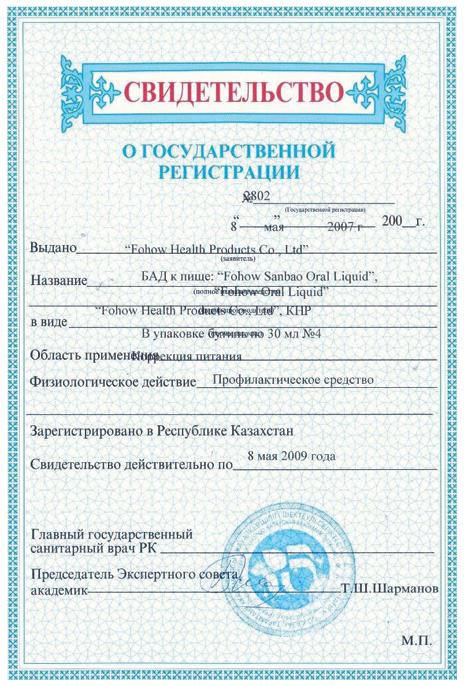 СВИДЕТЕЛЬСТВО
О ГОСУДАРСТВЕННОЙ
РЕГИСТРАЦИИ
№ 2802
(Государственной регистрации)
“ 8 ” мая 2007 г 200 г.
Выдано “Fohow Health Products Co , Ltd”
(заявитель)
Название БАД к пище: “Fohow Sanbao Oral Liquid”,
“Fohow Oral Liquid”
“Fohow Health Products Co., Ltd”, КНР
в виде
В упаковке бутыли по 30 мл №4
Область применения Коррекция питания
Физиологическое действие Профилактическое средство
Зарегистрировано в Республике Казахстан
Свидетельство действительно по 8 мая 2009 года
Главный государственный
санитарный врач РК
Председатель Экспертного совета,
академик Т.Ш.Шарманов
М.П.